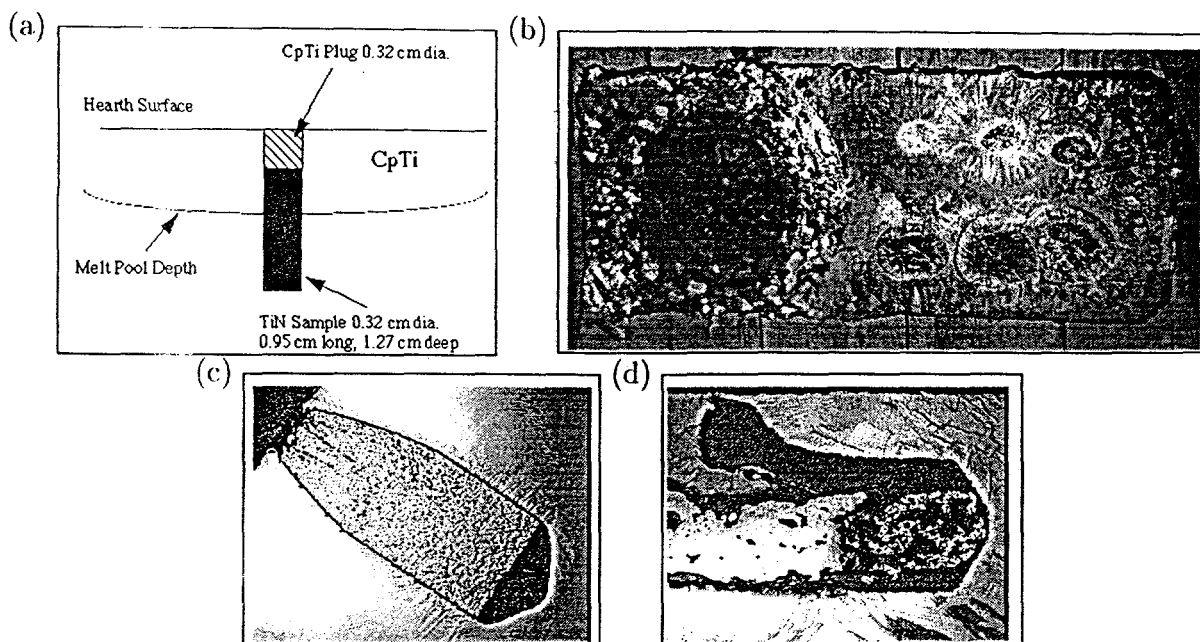 (a)
CpTi Plug 0.32 cm dia.
Hearth Surface
CpTi
Melt Pool Depth
TiN Sample 0.32 cm dia.
0.95 cm long, 1.27 cm deep
(b)
(c)
(d)